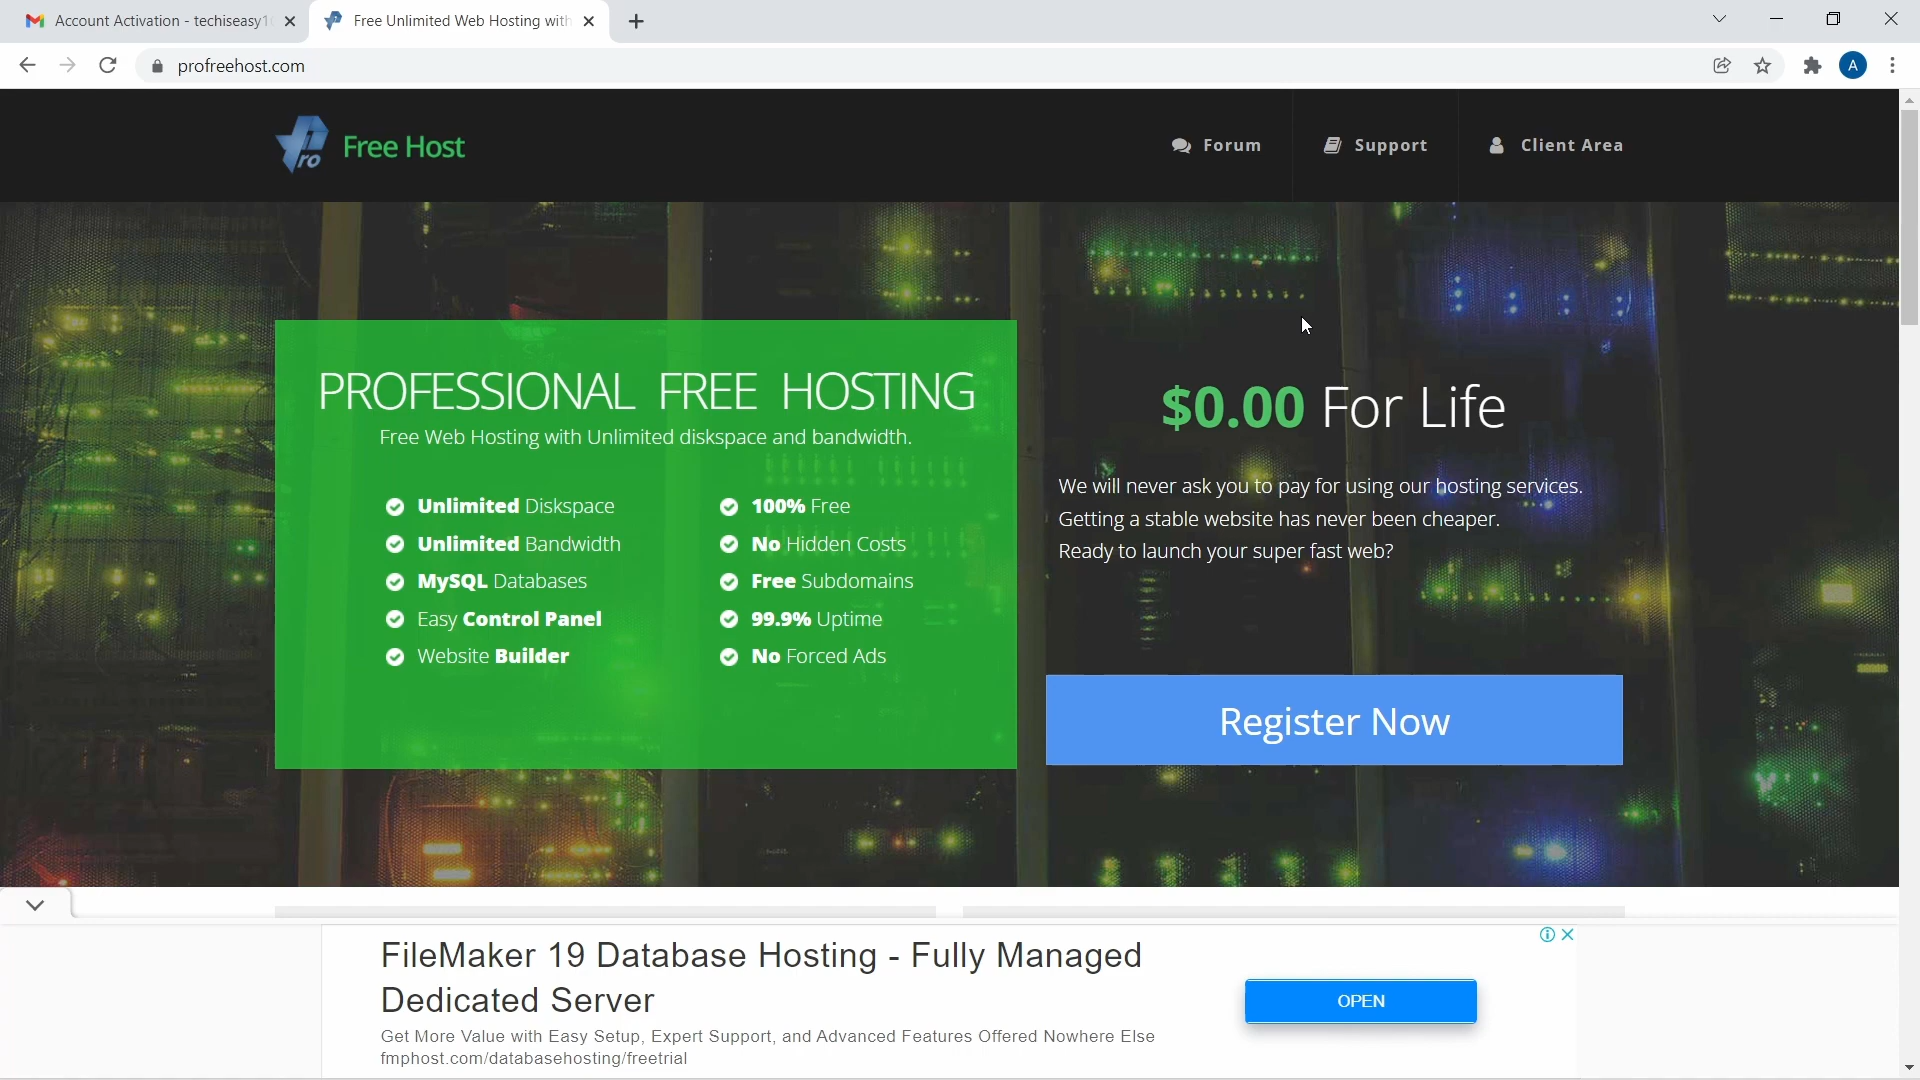 Account Activation - techiseasy1
Free Unlimited Web Hosting with
profreehost.com
A
ro
Free Host
Forum
Support
Client Area
PROFESSIONAL FREE HOSTING
Free Web Hosting with Unlimited diskspace and bandwidth.
Unlimited Diskspace
Unlimited Bandwidth
MySQL Databases
Easy Control Panel
Website Builder
100% Free
No Hidden Costs
Free Subdomains
99.9% Uptime
No Forced Ads
$0.00 For Life
We will never ask you to pay for using our hosting services.
Getting a stable website has never been cheaper.
Ready to launch your super fast web?
Register Now
FileMaker 19 Database Hosting - Fully Managed
Dedicated Server
Get More Value with Easy Setup, Expert Support, and Advanced Features Offered Nowhere Else
fmphost.com/databasehosting/freetrial
OPEN